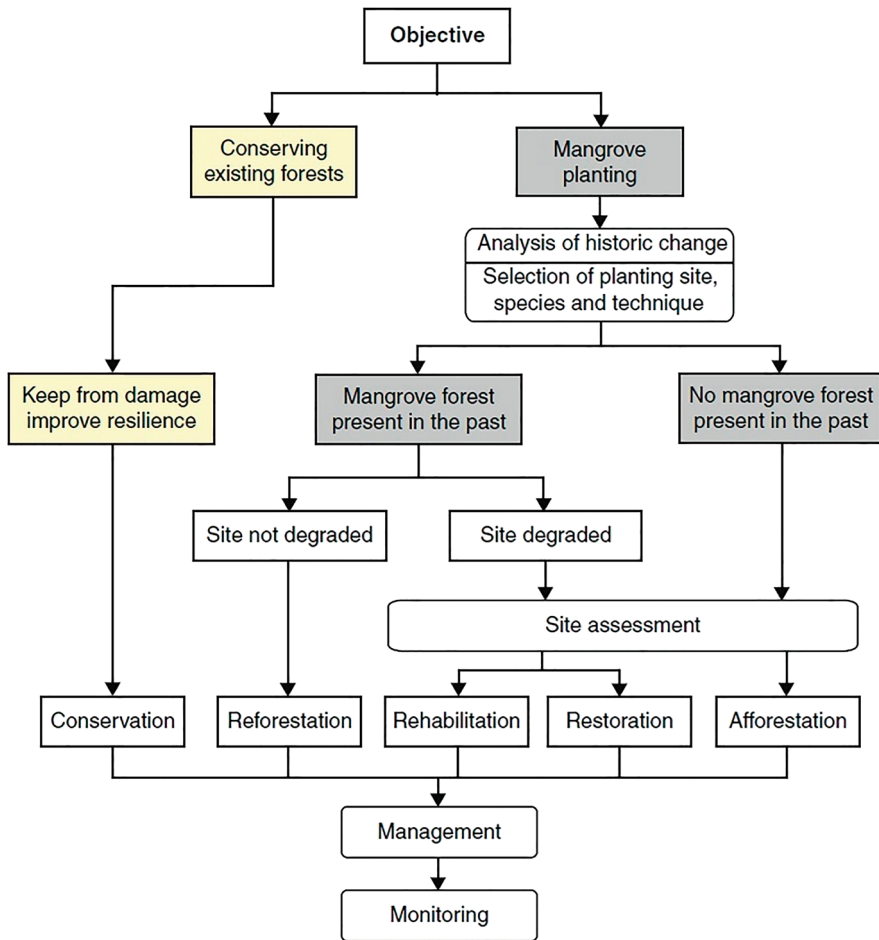 Objective
Conserving
existing forests
Mangrove
planting
Analysis of historic change
Selection of planting site,
species and technique
Keep from damage
improve resilience
Mangrove forest
present in the past
No mangrove forest
present in the past
Site not degraded
Site degraded
Site assessment
Conservation
Reforestation
Rehabilitation
Restoration
Afforestation
Management
Monitoring